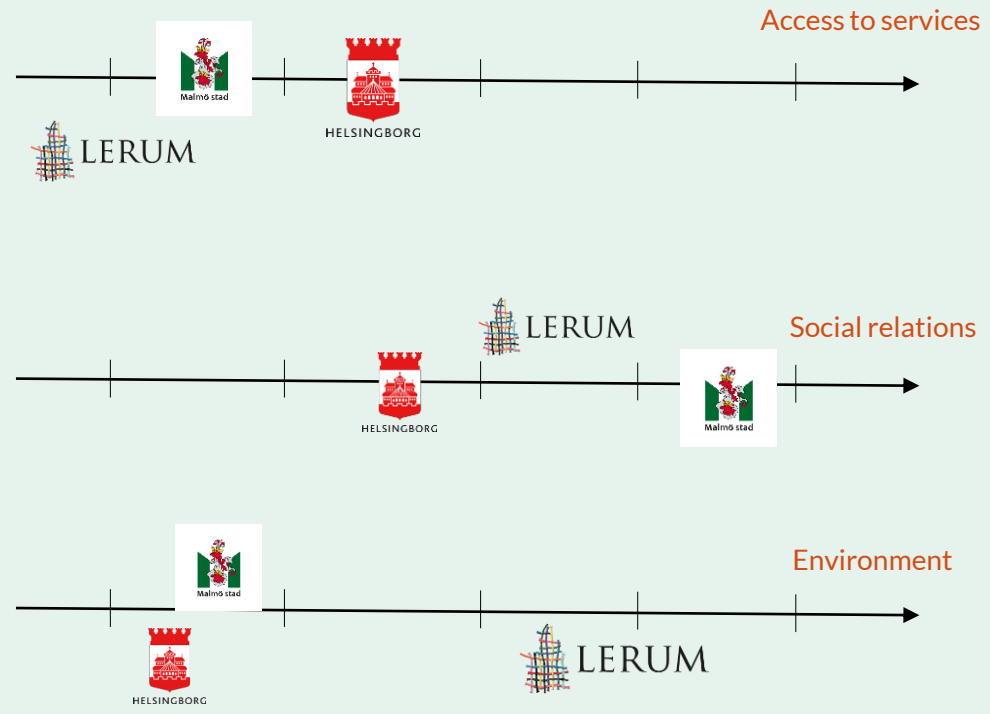 Access to services
Malmö stad
HELSINGBORG
LERUM
LERUM
Social relations
HELSINGBORG
Malmö stad
Malmö stad
Environment
HELSINGBORG
LERUM